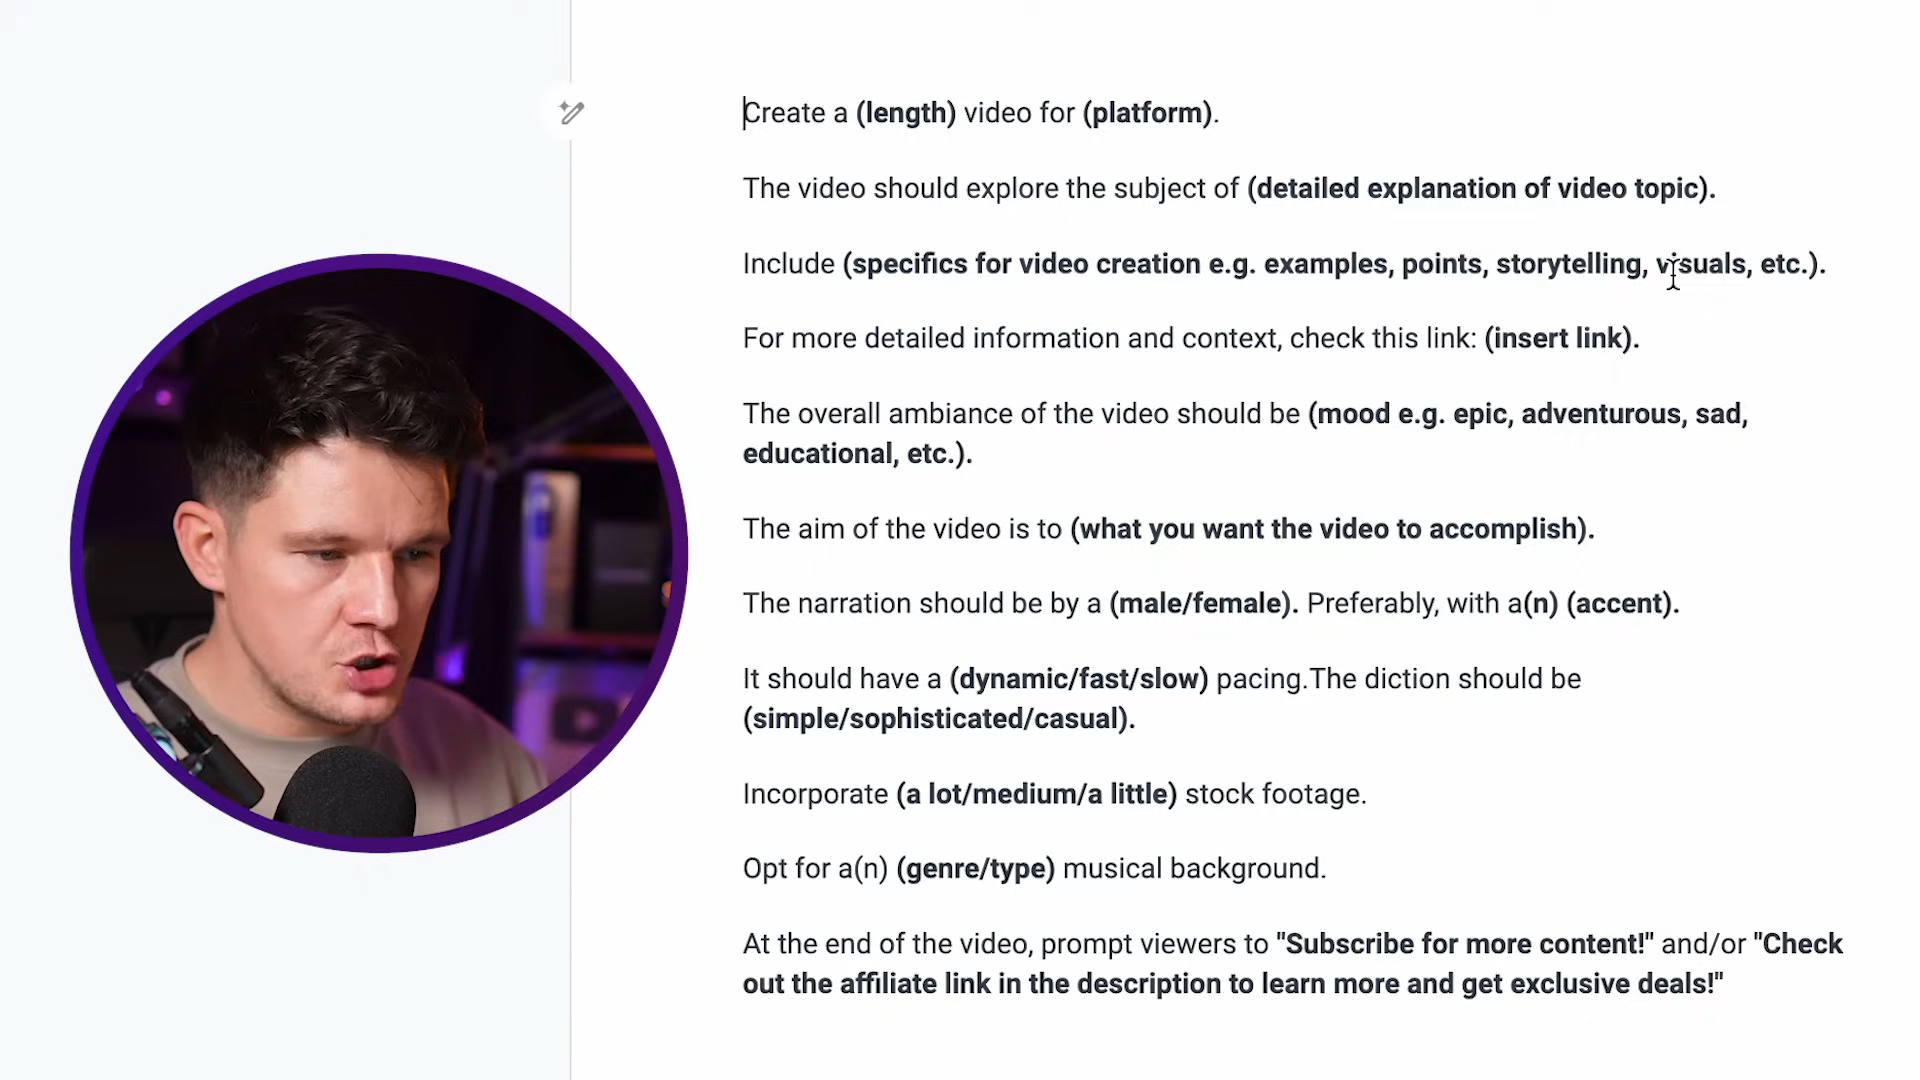 Create a (length) video for (platform).
The video should explore the subject of (detailed explanation of video topic).
Include (specifics for video creation e.g. examples, points, storytelling, visuals, etc.).
For more detailed information and context, check this link: (insert link).
The overall ambiance of the video should be (mood e.g. epic, adventurous, sad,
educational, etc.).
The aim of the video is to (what you want the video to accomplish).
The narration should be by a (male/female). Preferably, with a(n) (accent).
It should have a (dynamic/fast/slow) pacing.The diction should be
(simple/sophisticated/casual).
Incorporate (a lot/medium/a little) stock footage.
Opt for a(n) (genre/type) musical background.
At the end of the video, prompt viewers to "Subscribe for more content!" and/or "Check
out the affiliate link in the description to learn more and get exclusive deals!"